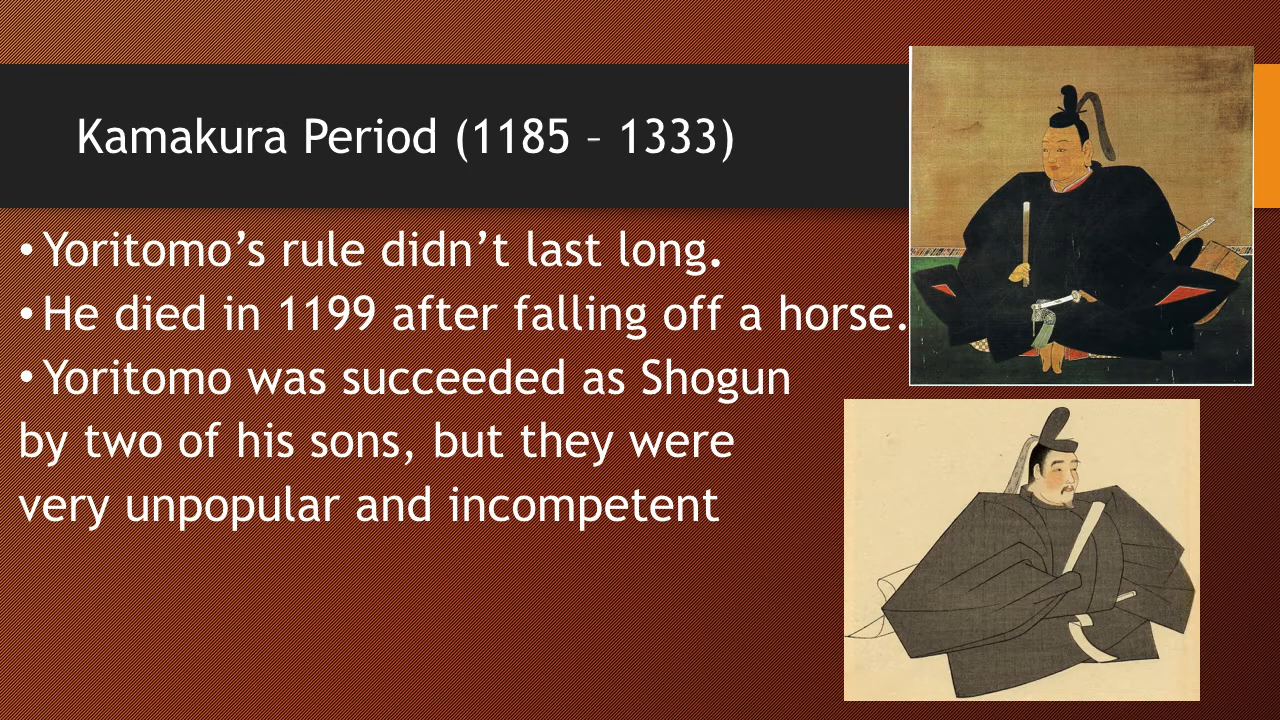 Kamakura Period (1185 – 1333)
• Yoritomo’s rule didn’t last long.
• He died in 1199 after falling off a horse.
• Yoritomo was succeeded as Shogun
by two of his sons, but they were
very unpopular and incompetent